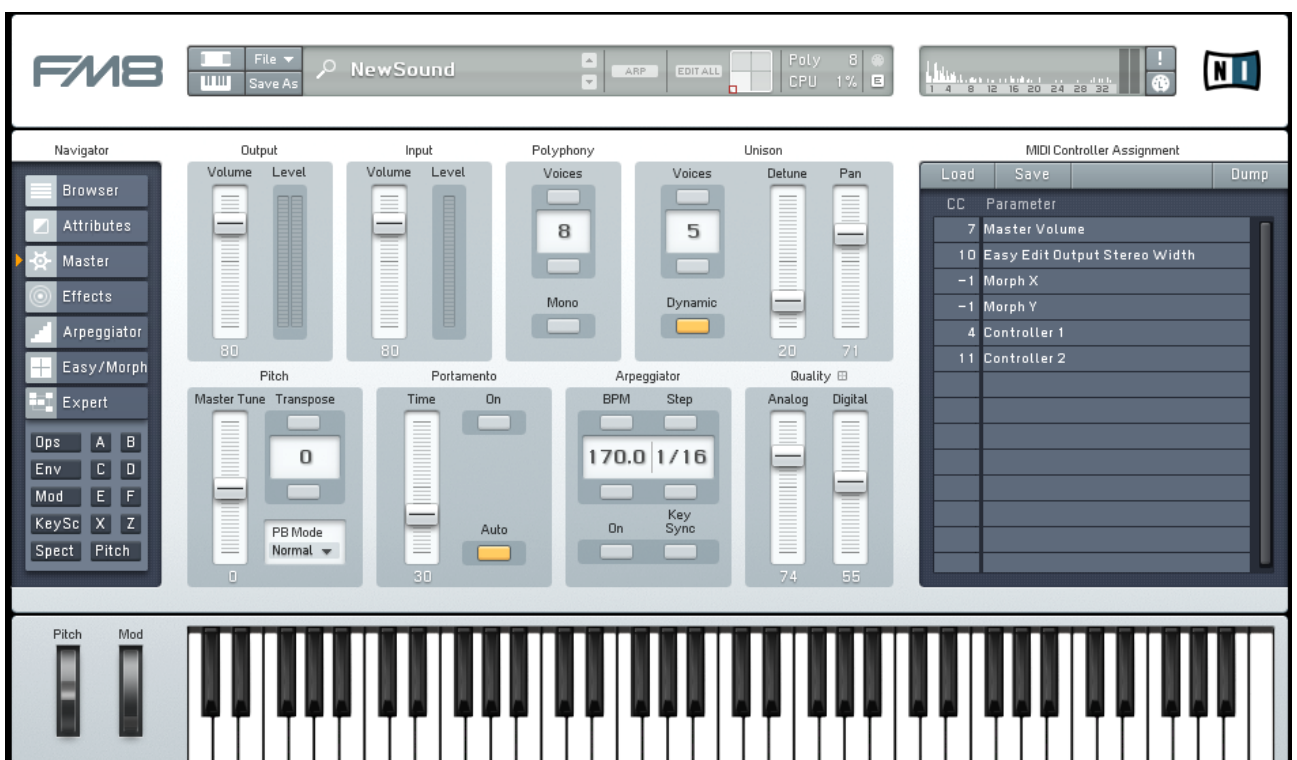 FM8
File
Save As
NewSound
ARP
EDIT ALL
Poly 8
CPU 1% E
1 4 8 12 16 20 24 28 32
!
NI
Navigator
Browser
Attributes
Master
Effects
Arpeggiator
Easy/Morph
Expert
Ops A B
Env C D
Mod E F
KeySc X Z
Spect Pitch
Output
Volume Level
80
Input
Volume Level
80
Polyphony
Voices
8
Mono
Unison
Voices Detune Pan
5
Dynamic
20 71
Pitch
Master Tune Transpose
0
PB Mode
Normal
0
Portamento
Time On
Auto
30
Arpeggiator
BPM Step
170.0 1/16
On Key Sync
Quality
Analog Digital
74 55
MIDI Controller Assignment
Load Save Dump
CC Parameter
7 Master Volume
10 Easy Edit Output Stereo Width
-1 Morph X
-1 Morph Y
4 Controller 1
11 Controller 2
Pitch Mod